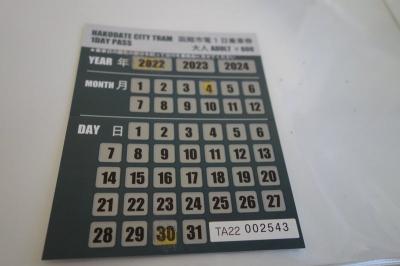 HAKODATE CITY TRAM 函館市電1日乗車券
1DAY PASS 大人 ADULT ¥600
YEAR 年 2022 2023 2024
MONTH 月 1 2 3 4 5 6
7 8 9 10 11 12
DAY 日 1 2 3 4 5 6
7 8 9 10 11 12 13
14 15 16 17 18 19 20
21 22 23 24 25 26 27
28 29 30 31 TA22 002543